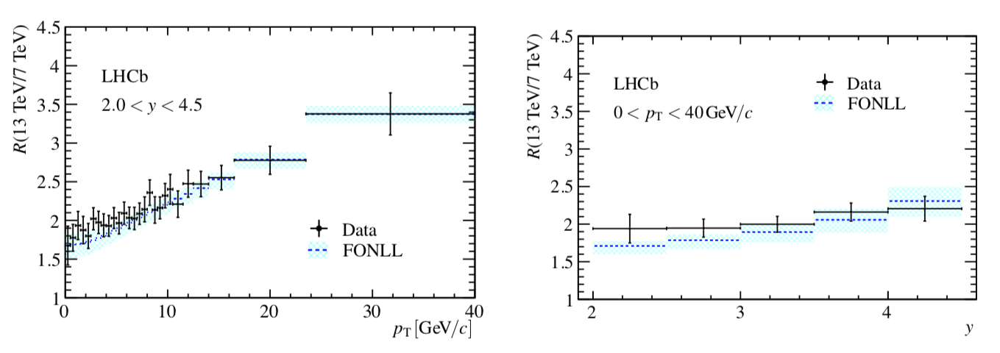 R(13 TeV/7 TeV)
4.5
4
3.5
3
2.5
2
1.5
1
LHCb
2.0 < y < 4.5
Data
FONLL
0 10 20 30 40
pT [GeV/c]
R(13 TeV/7 TeV)
4.5
4
3.5
3
2.5
2
1.5
1
LHCb
0 < pT < 40 GeV/c
Data
FONLL
2 3 4
y